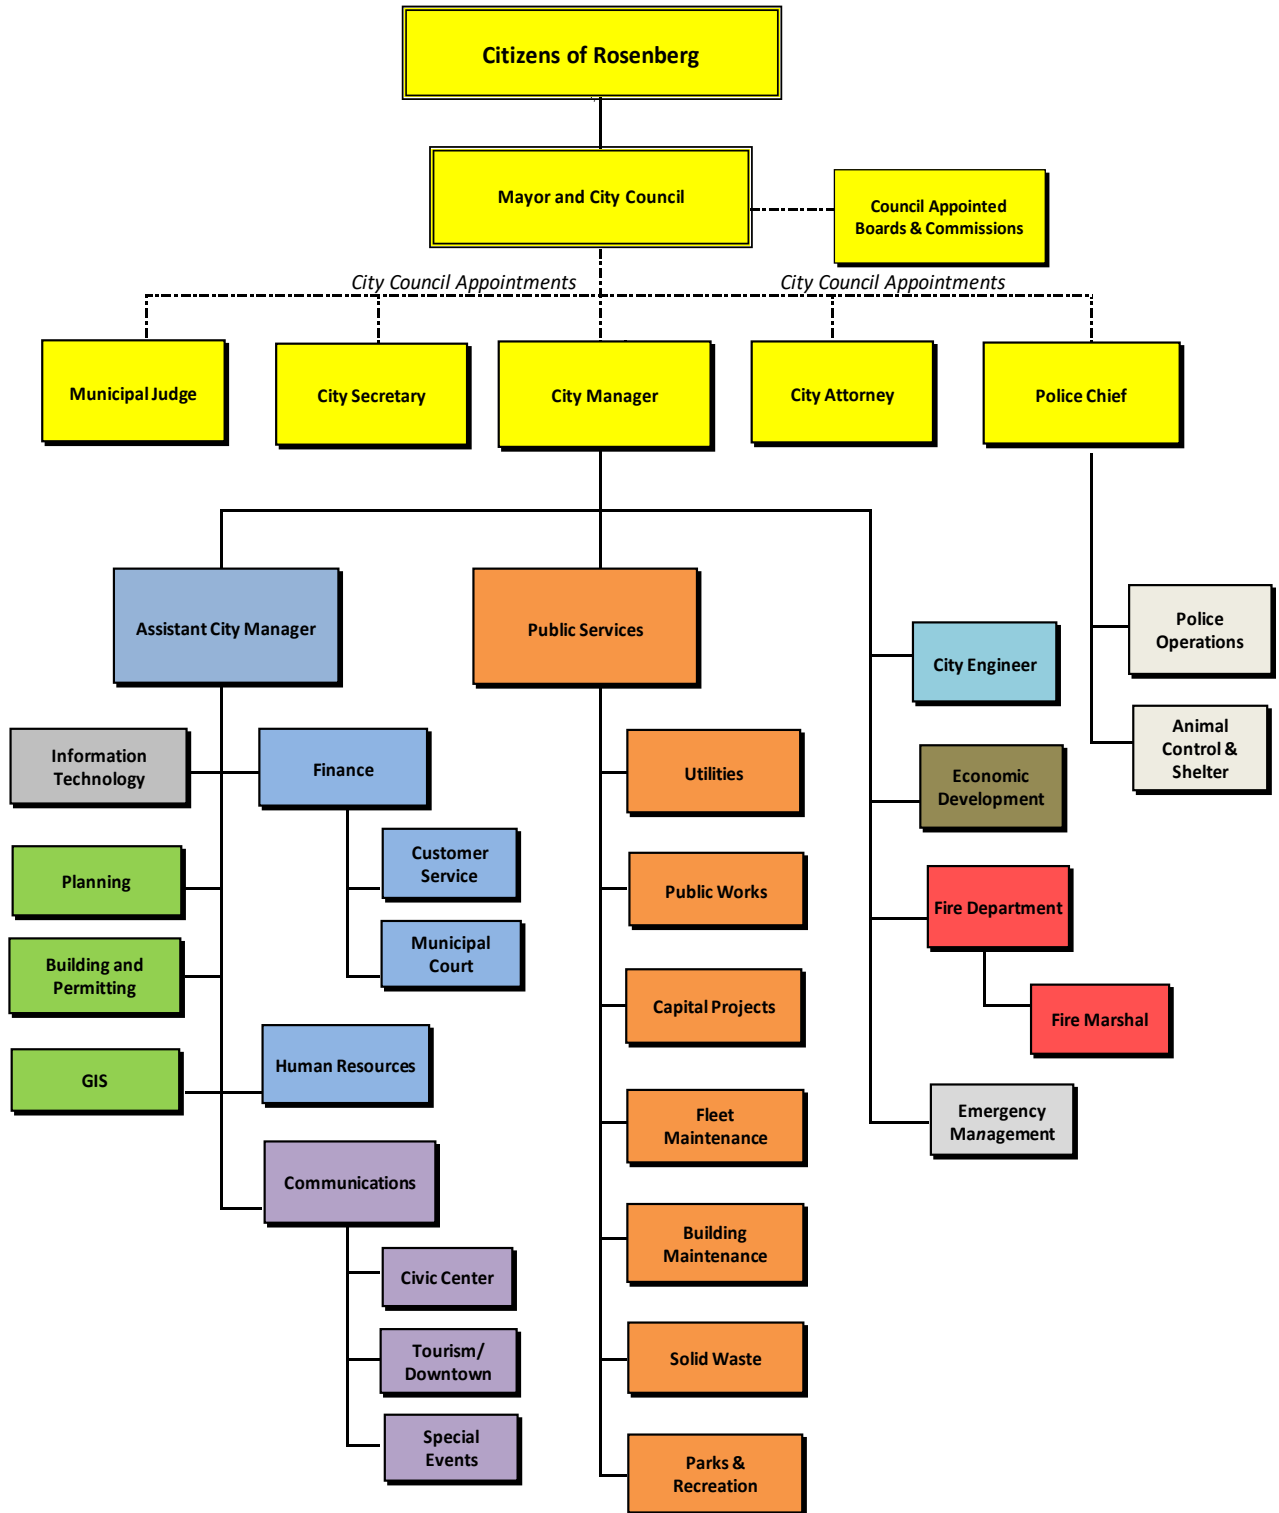 Citizens of Rosenberg
Mayor and City Council
Council Appointed
Boards & Commissions
City Council Appointments
City Council Appointments
Municipal Judge
City Secretary
City Manager
City Attorney
Police Chief
Assistant City Manager
Public Services
Police
Operations
City Engineer
Animal
Control &
Shelter
Information
Technology
Finance
Utilities
Economic
Development
Customer
Service
Planning
Public Works
Fire Department
Municipal
Court
Building and
Permitting
Capital Projects
Fire Marshal
Human Resources
GIS
Fleet
Maintenance
Emergency
Management
Communications
Building
Maintenance
Civic Center
Tourism/
Downtown
Solid Waste
Special
Events
Parks &
Recreation